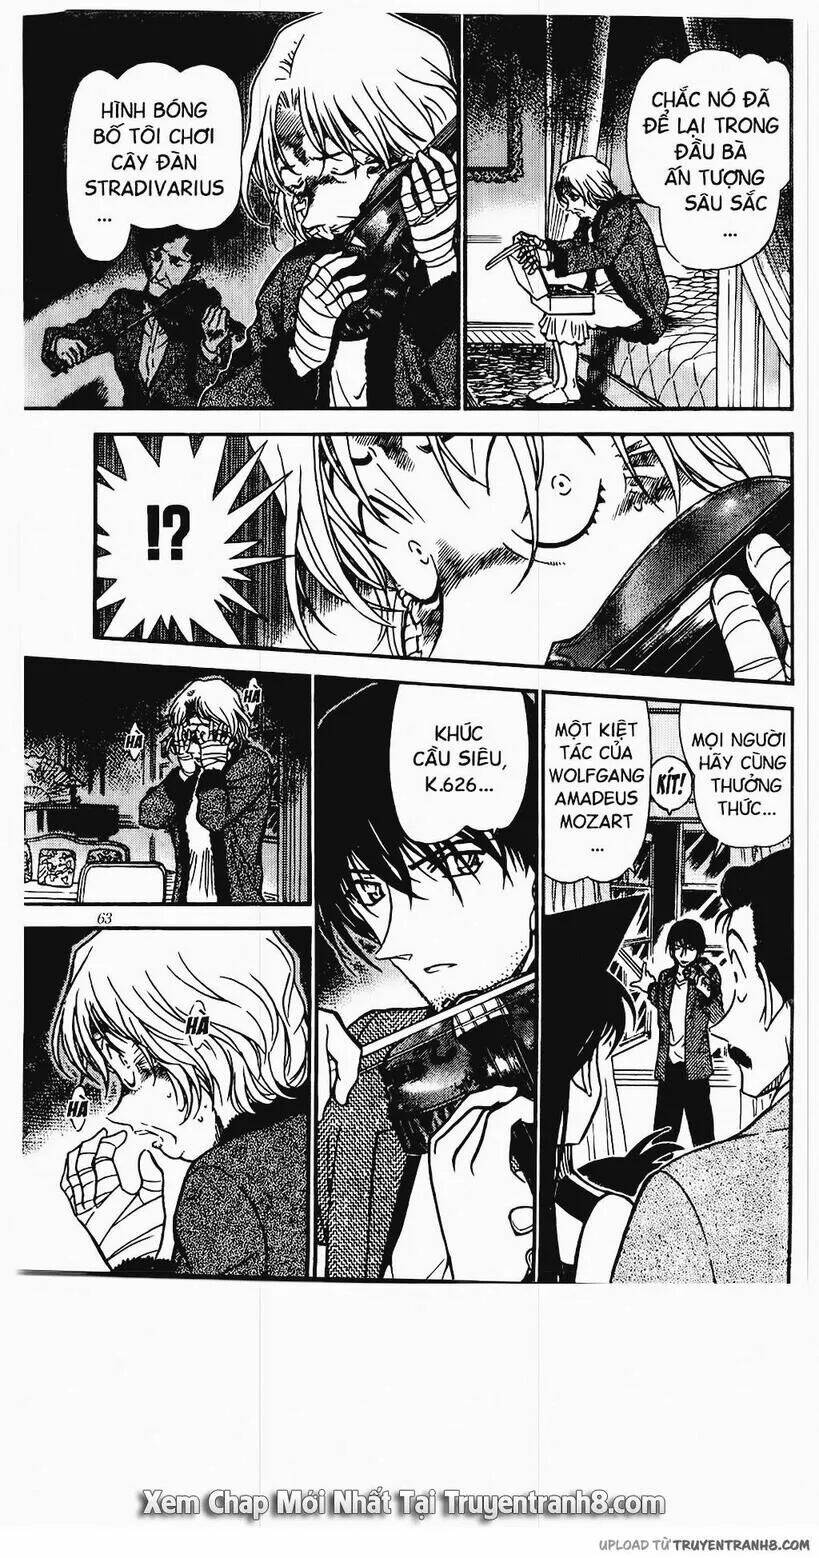 CHẮC NÓ ĐÃ
ĐỂ LẠI TRONG
ĐẦU BÀ
ẤN TƯỢNG
SÂU SẮC
...
HÌNH BÓNG
BỐ TÔI CHƠI
CÂY ĐÀN
STRADIVARIUS
...
!?
MỌI NGƯỜI
HÃY CÙNG
THƯỞNG
THỨC...
KÍT!
MỘT KIỆT
TÁC CỦA
WOLFGANG
AMADEUS
MOZART
...
KHÚC
CẦU SIÊU,
K.626...
HÀ
HÀ
63
HÀ
HÀ
Xem Chap Mới Nhất Tại Truyentranh8.com
UPLOAD TỪ TRUYENTRANH8.COM